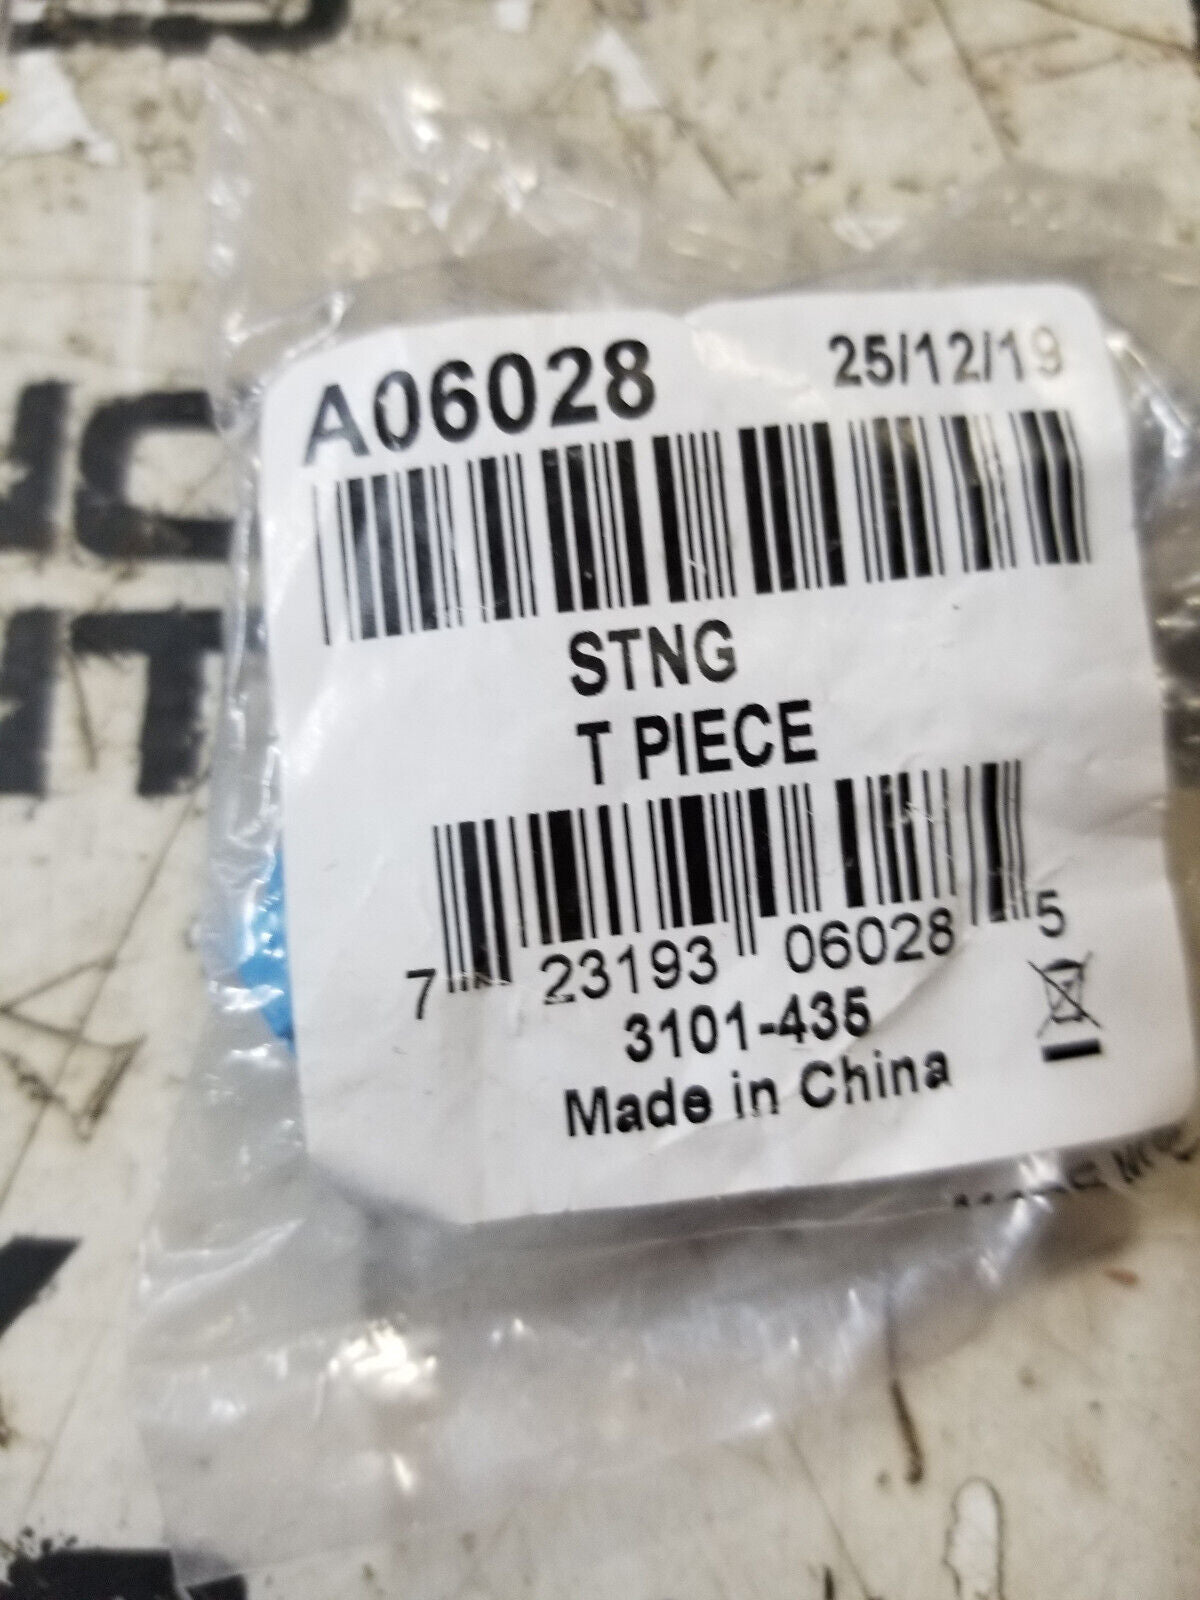 A06028 25/12/19
STNG
T PIECE
7 23193 06028 5
3101-435
Made in China